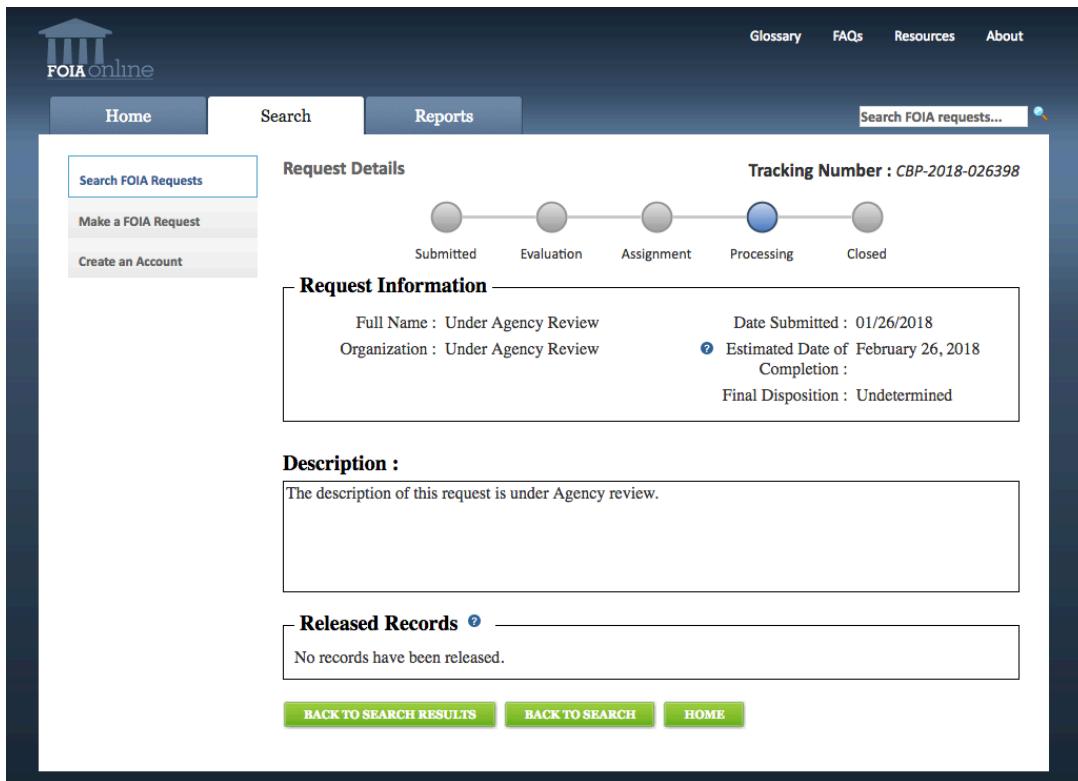 Glossary FAQs Resources About
FOIAonline
Home Search Reports
Search FOIA requests...
Search FOIA Requests
Make a FOIA Request
Create an Account
Request Details
Tracking Number : CBP-2018-026398
Submitted Evaluation Assignment Processing Closed
Request Information
Full Name : Under Agency Review
Organization : Under Agency Review
Date Submitted : 01/26/2018
? Estimated Date of February 26, 2018
Completion :
Final Disposition : Undetermined
Description :
The description of this request is under Agency review.
Released Records ?
No records have been released.
BACK TO SEARCH RESULTS BACK TO SEARCH HOME